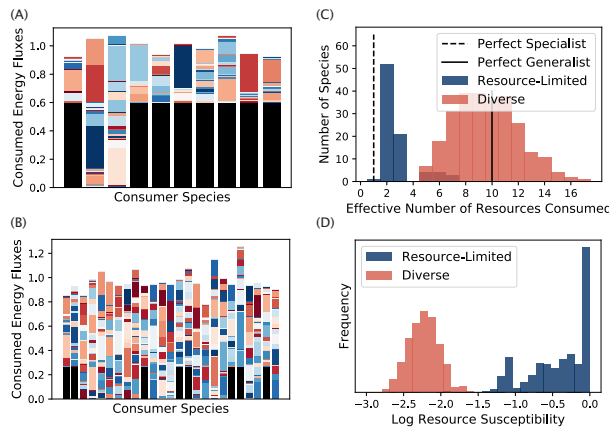 (A)
Consumed Energy Fluxes
1.0
0.8
0.6
0.4
0.2
0.0
Consumer Species
(B)
Consumed Energy Fluxes
1.2
1.0
0.8
0.6
0.4
0.2
0.0
Consumer Species
(C)
Number of Species
60
50
40
30
20
10
0
Perfect Specialist
Perfect Generalist
Resource-Limited
Diverse
0 2 4 6 8 10 12 14 16
Effective Number of Resources Consumed
(D)
Frequency
Resource-Limited
Diverse
−3.0 −2.5 −2.0 −1.5 −1.0 −0.5 0.0
Log Resource Susceptibility